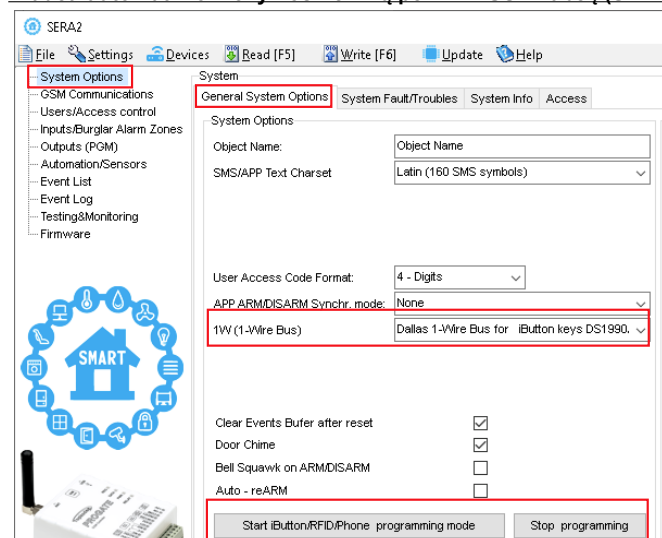 SERA2
File Settings Devices Read [F5] Write [F6] Update Help
System Options
GSM Communications
Users/Access control
Inputs/Burglar Alarm Zones
Outputs (PGM)
Automation/Sensors
Event List
Event Log
Testing&Monitoring
Firmware
SMART
PROGATE
System
General System Options System Fault/Troubles System Info Access
System Options
Object Name: Object Name
SMS/APP Text Charset Latin (160 SMS symbols)
User Access Code Format: 4 - Digits
APP ARM/DISARM Synchr. mode: None
1W (1-Wire Bus) Dallas 1-Wire Bus for iButton keys DS1990.
Clear Events Bufer after reset
Door Chime
Bell Squawk on ARM/DISARM
Auto - reARM
Start iButton/RFID/Phone programming mode Stop programming